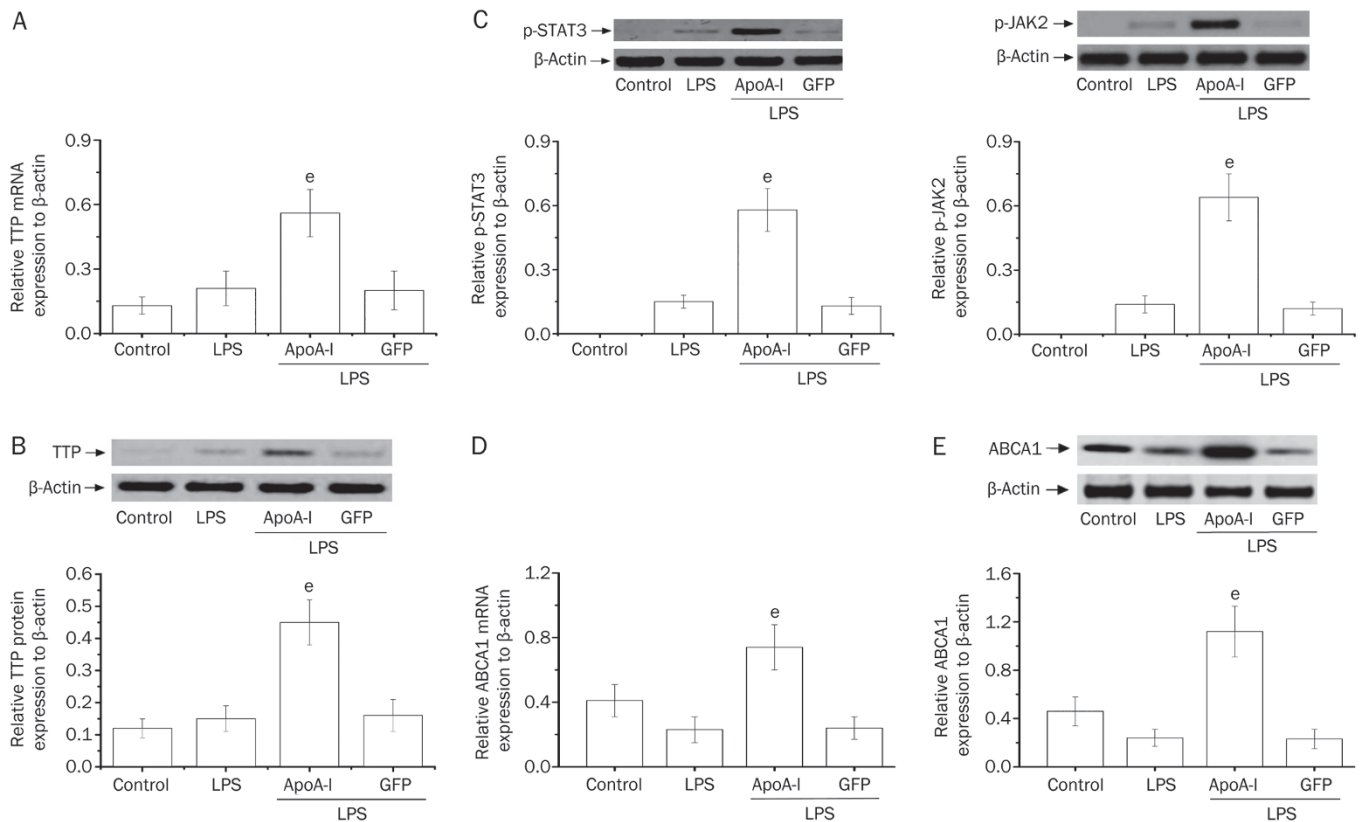 A
Relative TTP mRNA
expression to β-actin
0.9
0.6
0.3
0.0
e
Control LPS ApoA-I GFP
LPS
C
p-STAT3
β-Actin
Control LPS ApoA-I GFP
LPS
Relative p-STAT3
expression to β-actin
0.9
0.6
0.3
0.0
e
Control LPS ApoA-I GFP
LPS
p-JAK2
β-Actin
Control LPS ApoA-I GFP
LPS
Relative p-JAK2
expression to β-actin
0.9
0.6
0.3
0.0
e
Control LPS ApoA-I GFP
LPS
B
TTP
β-Actin
Control LPS ApoA-I GFP
LPS
Relative TTP protein
expression to β-actin
0.6
0.5
0.4
0.3
0.2
0.1
0.0
e
Control LPS ApoA-I GFP
LPS
D
Relative ABCA1 mRNA
expression to β-actin
1.2
0.8
0.4
0.0
e
Control LPS ApoA-I GFP
LPS
E
ABCA1
β-Actin
Control LPS ApoA-I GFP
LPS
Relative ABCA1
expression to β-actin
1.6
1.2
0.8
0.4
0.0
e
Control LPS ApoA-I GFP
LPS